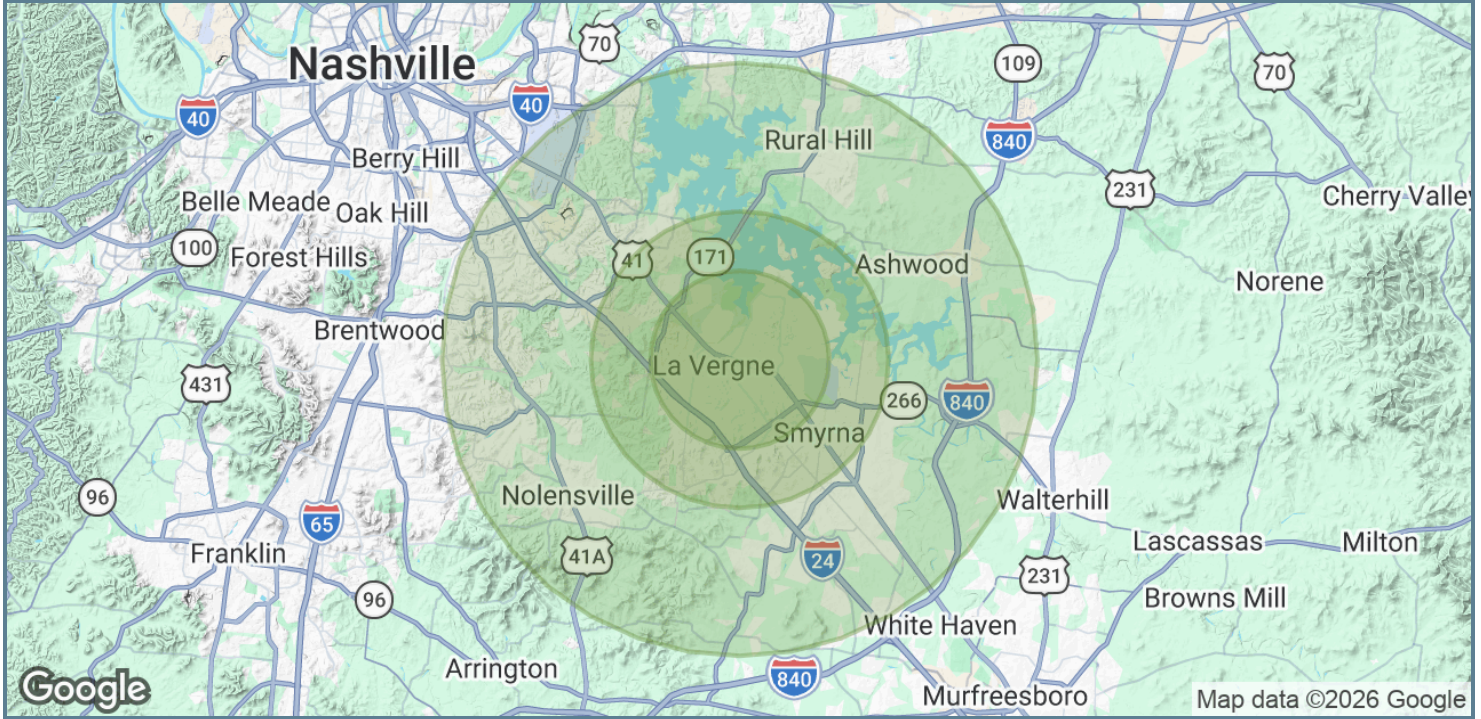 70
Nashville
109
70
40
40
840
Rural Hill
Berry Hill
231
Cherry Valley
Belle Meade
Oak Hill
100
41
171
Forest Hills
Ashwood
Norene
Brentwood
La Vergne
431
266
840
Smyrna
96
Nolensville
Walterhill
65
Franklin
41A
24
Lascassas
Milton
231
96
Browns Mill
White Haven
Arrington
840
Murfreesboro
Google
Map data ©2026 Google